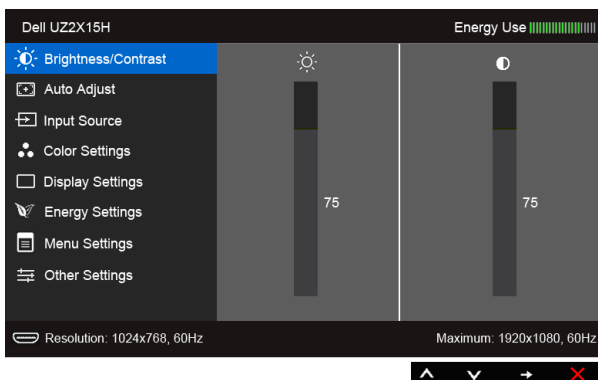 Dell UZ2X15H
Energy Use
Brightness/Contrast
Auto Adjust
Input Source
Color Settings
Display Settings
Energy Settings
Menu Settings
Other Settings
75
75
Resolution: 1024x768, 60Hz
Maximum: 1920x1080, 60Hz